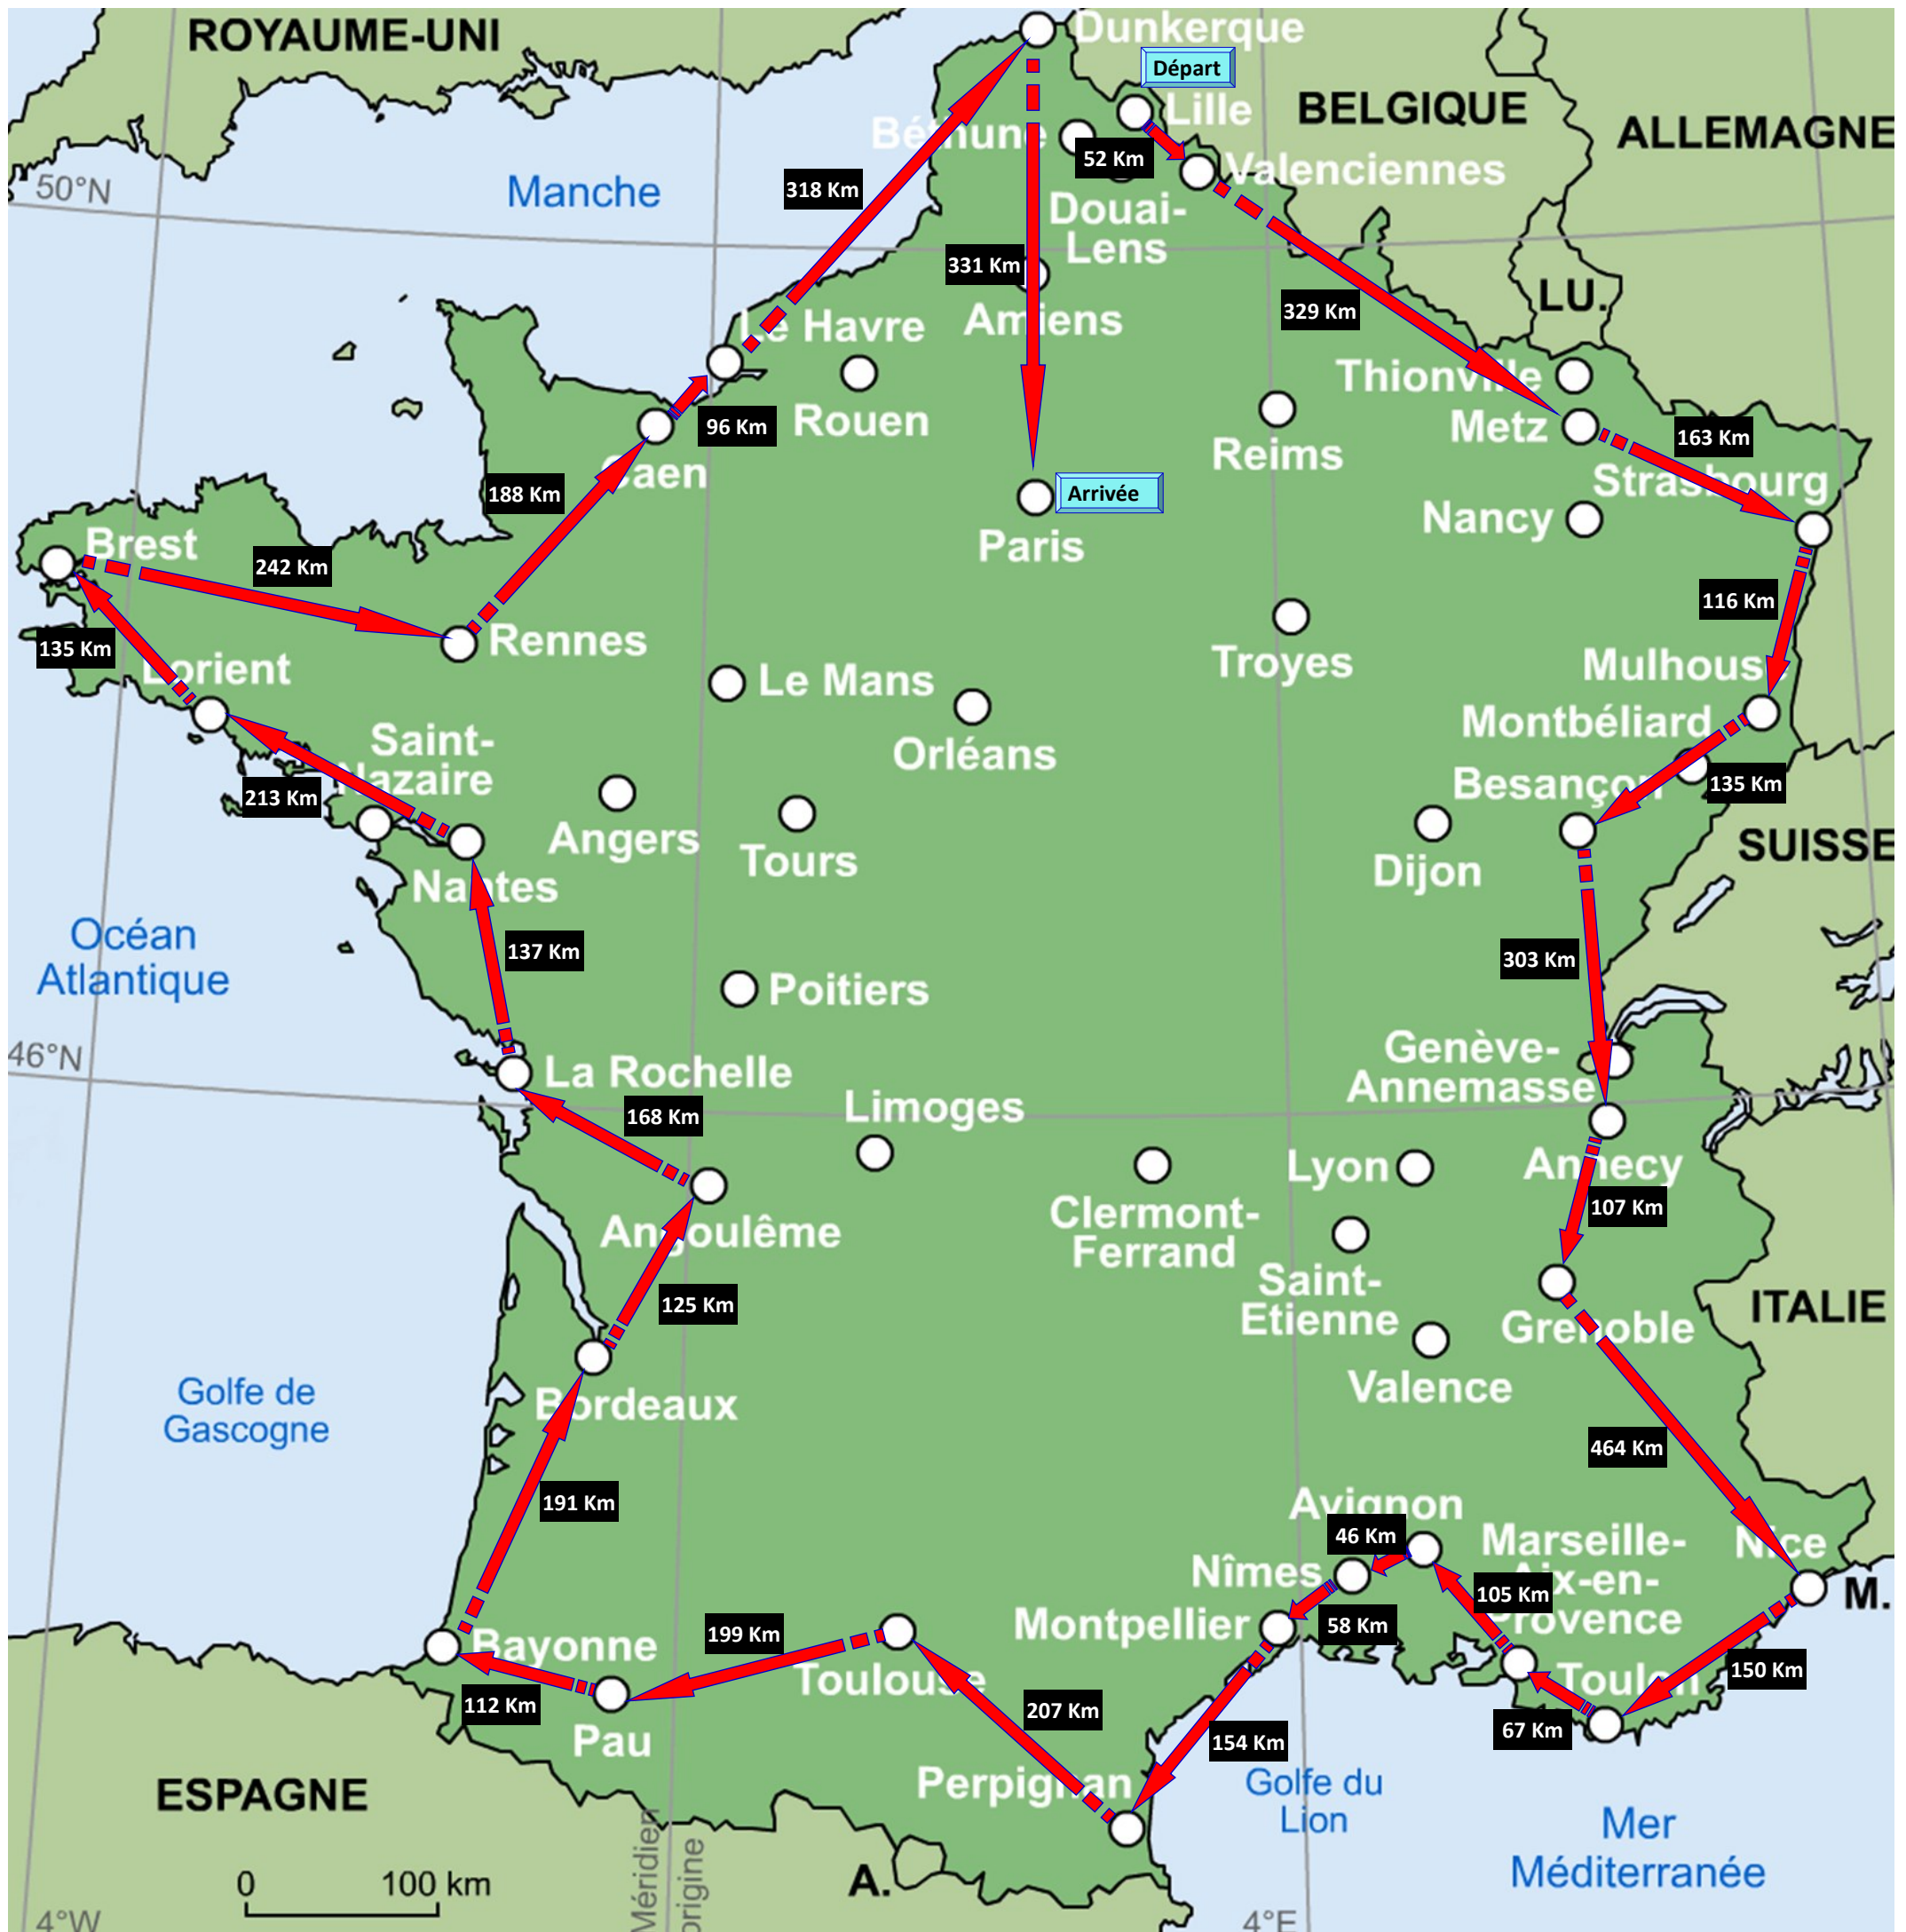 ROYAUME-UNI
Dunkerque
Départ
Lille
BELGIQUE
ALLEMAGNE
Béthune
52 Km
Valenciennes
50°N
Manche
318 Km
Douai-
Lens
331 Km
329 Km
LU.
Le Havre
Amiens
Thionville
Rouen
96 Km
Metz
163 Km
Reims
Caen
Strasbourg
188 Km
Arrivée
Nancy
Paris
Brest
242 Km
116 Km
135 Km
Rennes
Lorient
Le Mans
Troyes
Mulhouse
Montbéliard
Saint-
Nazaire
Orléans
213 Km
Besançon
135 Km
Angers
Tours
Dijon
SUISSE
Nantes
Océan
Atlantique
137 Km
303 Km
Poitiers
46°N
La Rochelle
Genève-
Annemasse
168 Km
Limoges
Lyon
Annecy
107 Km
Angoulême
Clermont-
Ferrand
125 Km
Saint-
Etienne
ITALIE
Grenoble
Golfe de
Gascogne
Bordeaux
Valence
464 Km
191 Km
Avignon
46 Km
Marseille-
Aix-en-
Provence
Nice
Nîmes
105 Km
M.
58 Km
Montpellier
199 Km
Bayonne
Toulouse
Toulon
150 Km
112 Km
207 Km
67 Km
Pau
154 Km
Perpignan
Golfe du
Lion
ESPAGNE
Mer
Méditerranée
Méridien
origine
0 100 km
A.
4°W
4°E